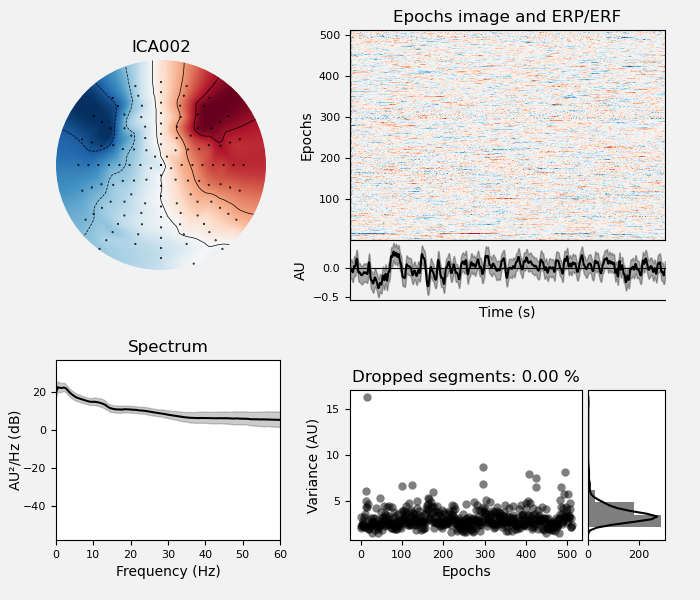 ICA002
Epochs image and ERP/ERF
Epochs
500
400
300
200
100
AU
0.0
−0.5
Time (s)
Spectrum
AU²/Hz (dB)
20
0
−20
−40
0 10 20 30 40 50 60
Frequency (Hz)
Dropped segments: 0.00 %
Variance (AU)
15
10
5
0 100 200 300 400 500
Epochs
0 200